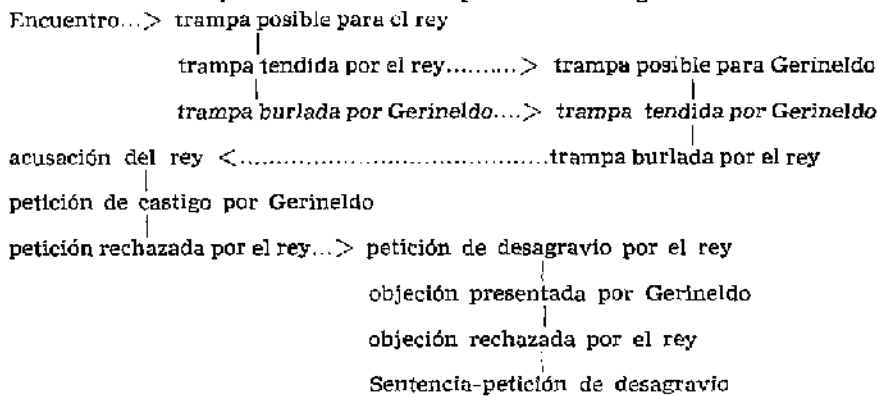 Encuentro...> trampa posible para el rey
trampa tendida por el rey..........> trampa posible para Gerineldo
trampa burlada por Gerineldo....> trampa tendida por Gerineldo
acusación del rey <.....................................trampa burlada por el rey
petición de castigo por Gerineldo
petición rechazada por el rey...> petición de desagravio por el rey
objeción presentada por Gerineldo
objeción rechazada por el rey
Sentencia-petición de desagravio